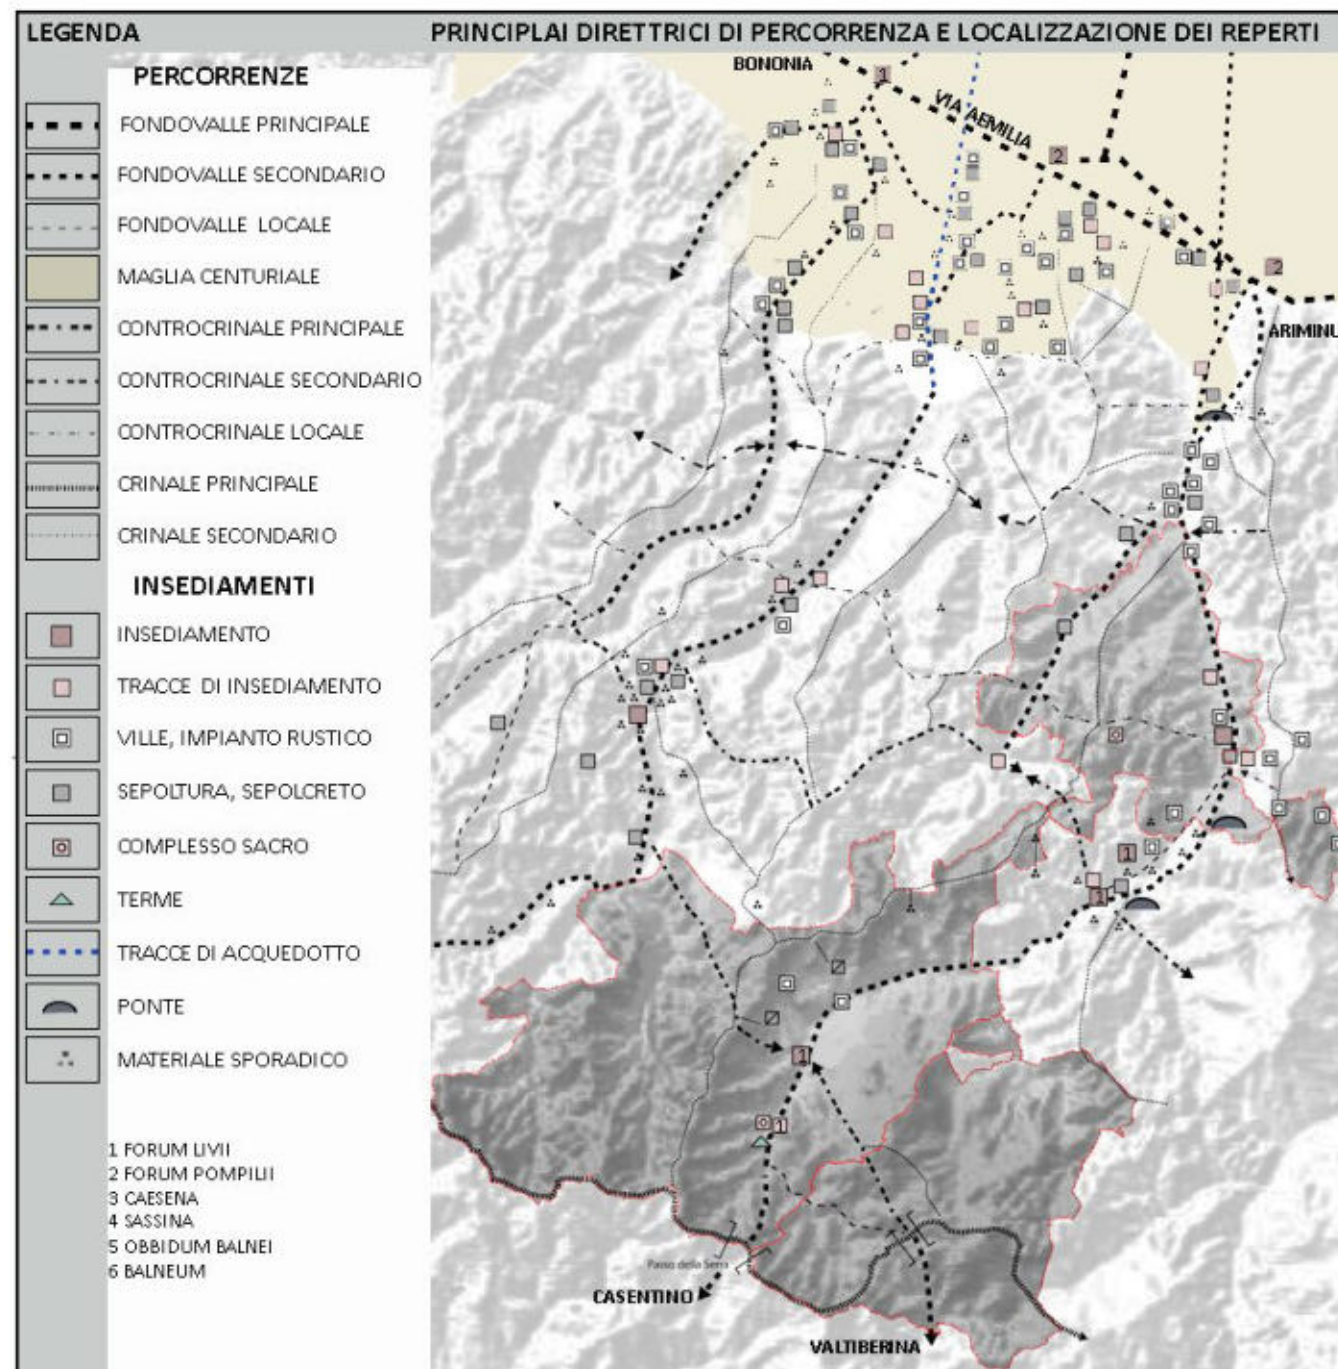 LEGENDA
PRINCIPLAI DIRETTRICI DI PERCORRENZA E LOCALIZZAZIONE DEI REPERTI
PERCORRENZE
FONDOVALLE PRINCIPALE
FONDOVALLE SECONDARIO
FONDOVALLE LOCALE
MAGLIA CENTURIALE
CONTROCRINALE PRINCIPALE
CONTROCRINALE SECONDARIO
CONTROCRINALE LOCALE
CRINALE PRINCIPALE
CRINALE SECONDARIO
INSEDIAMENTI
INSEDIAMENTO
TRACCE DI INSEDIAMENTO
VILLE, IMPIANTO RUSTICO
SEPOLTURA, SEPOLCRETO
COMPLESSO SACRO
TERME
TRACCE DI ACQUEDOTTO
PONTE
MATERIALE SPORADICO
1 FORUM LIVII
2 FORUM POMPILII
3 CAESENA
4 SASSINA
5 OBBIDUM BALNEI
6 BALNEUM
BONONIA
1
VIA AEMILIA
2
2
ARIMINU
1
1
1
1
Passo della Serra
CASENTINO
VALTIBERINA